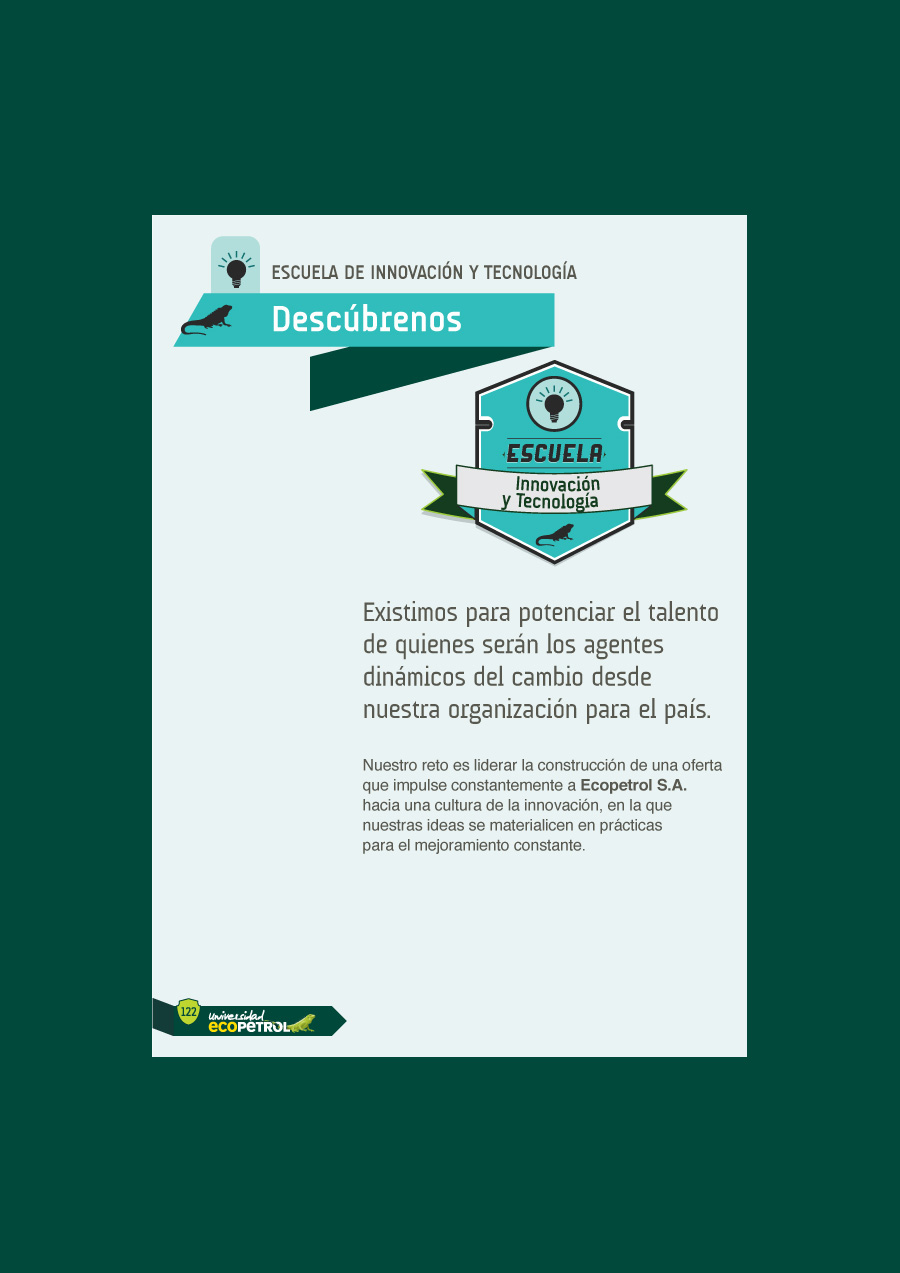 ESCUELA DE INNOVACIÓN Y TECNOLOGÍA
Descúbrenos
ESCUELA
Innovación
y Tecnología
Existimos para potenciar el talento
de quienes serán los agentes
dinámicos del cambio desde
nuestra organización para el país.
Nuestro reto es liderar la construcción de una oferta
que impulse constantemente a Ecopetrol S.A.
hacia una cultura de la innovación, en la que
nuestras ideas se materialicen en prácticas
para el mejoramiento constante.
122
universidad
ecoPETROL